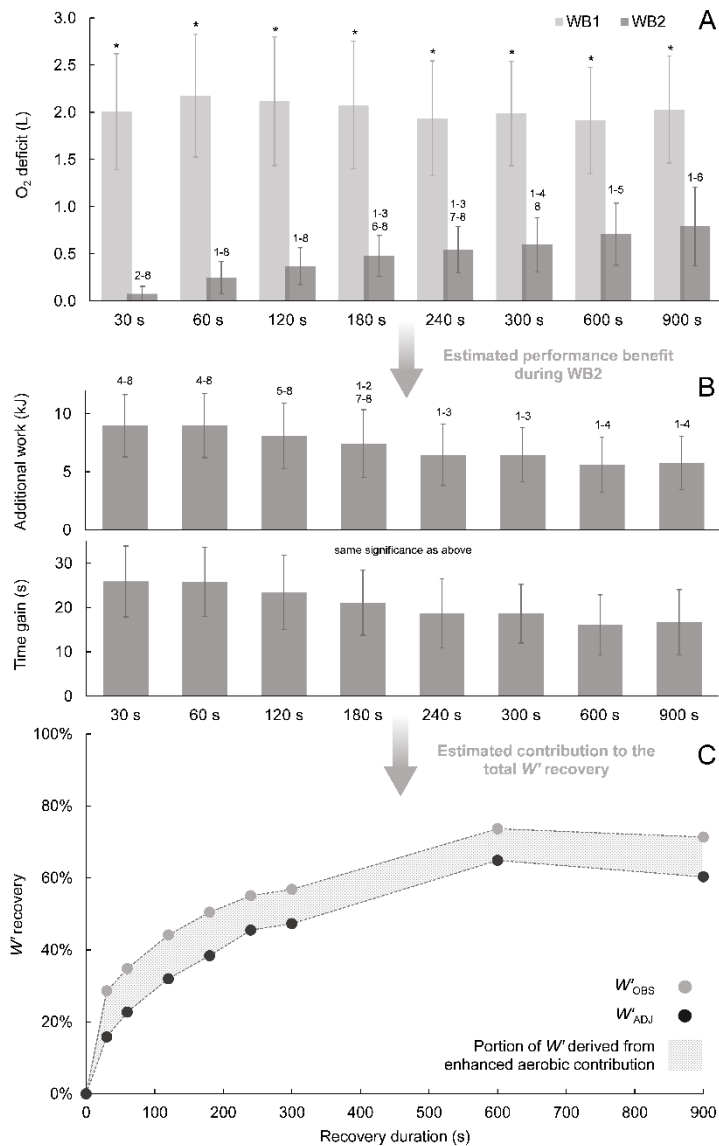 A
WB1 WB2
3.0
2.5
2.0
1.5
1.0
0.5
0.0
O2 deficit (L)
* * * * * * * *
2-8 1-8 1-8 1-3 1-3 1-4 1-5 1-6
6-8 7-8 8
30 s 60 s 120 s 180 s 240 s 300 s 600 s 900 s
Estimated performance benefit
during WB2
B
10
5
0
Additional work (kJ)
4-8 4-8 5-8 1-2 1-3 1-3 1-4 1-4
7-8
same significance as above
30
20
10
0
Time gain (s)
30 s 60 s 120 s 180 s 240 s 300 s 600 s 900 s
Estimated contribution to the
total W' recovery
C
100%
80%
60%
40%
20%
0%
W' recovery
W'OBS
W'ADJ
Portion of W' derived from
enhanced aerobic contribution
0 100 200 300 400 500 600 700 800 900
Recovery duration (s)